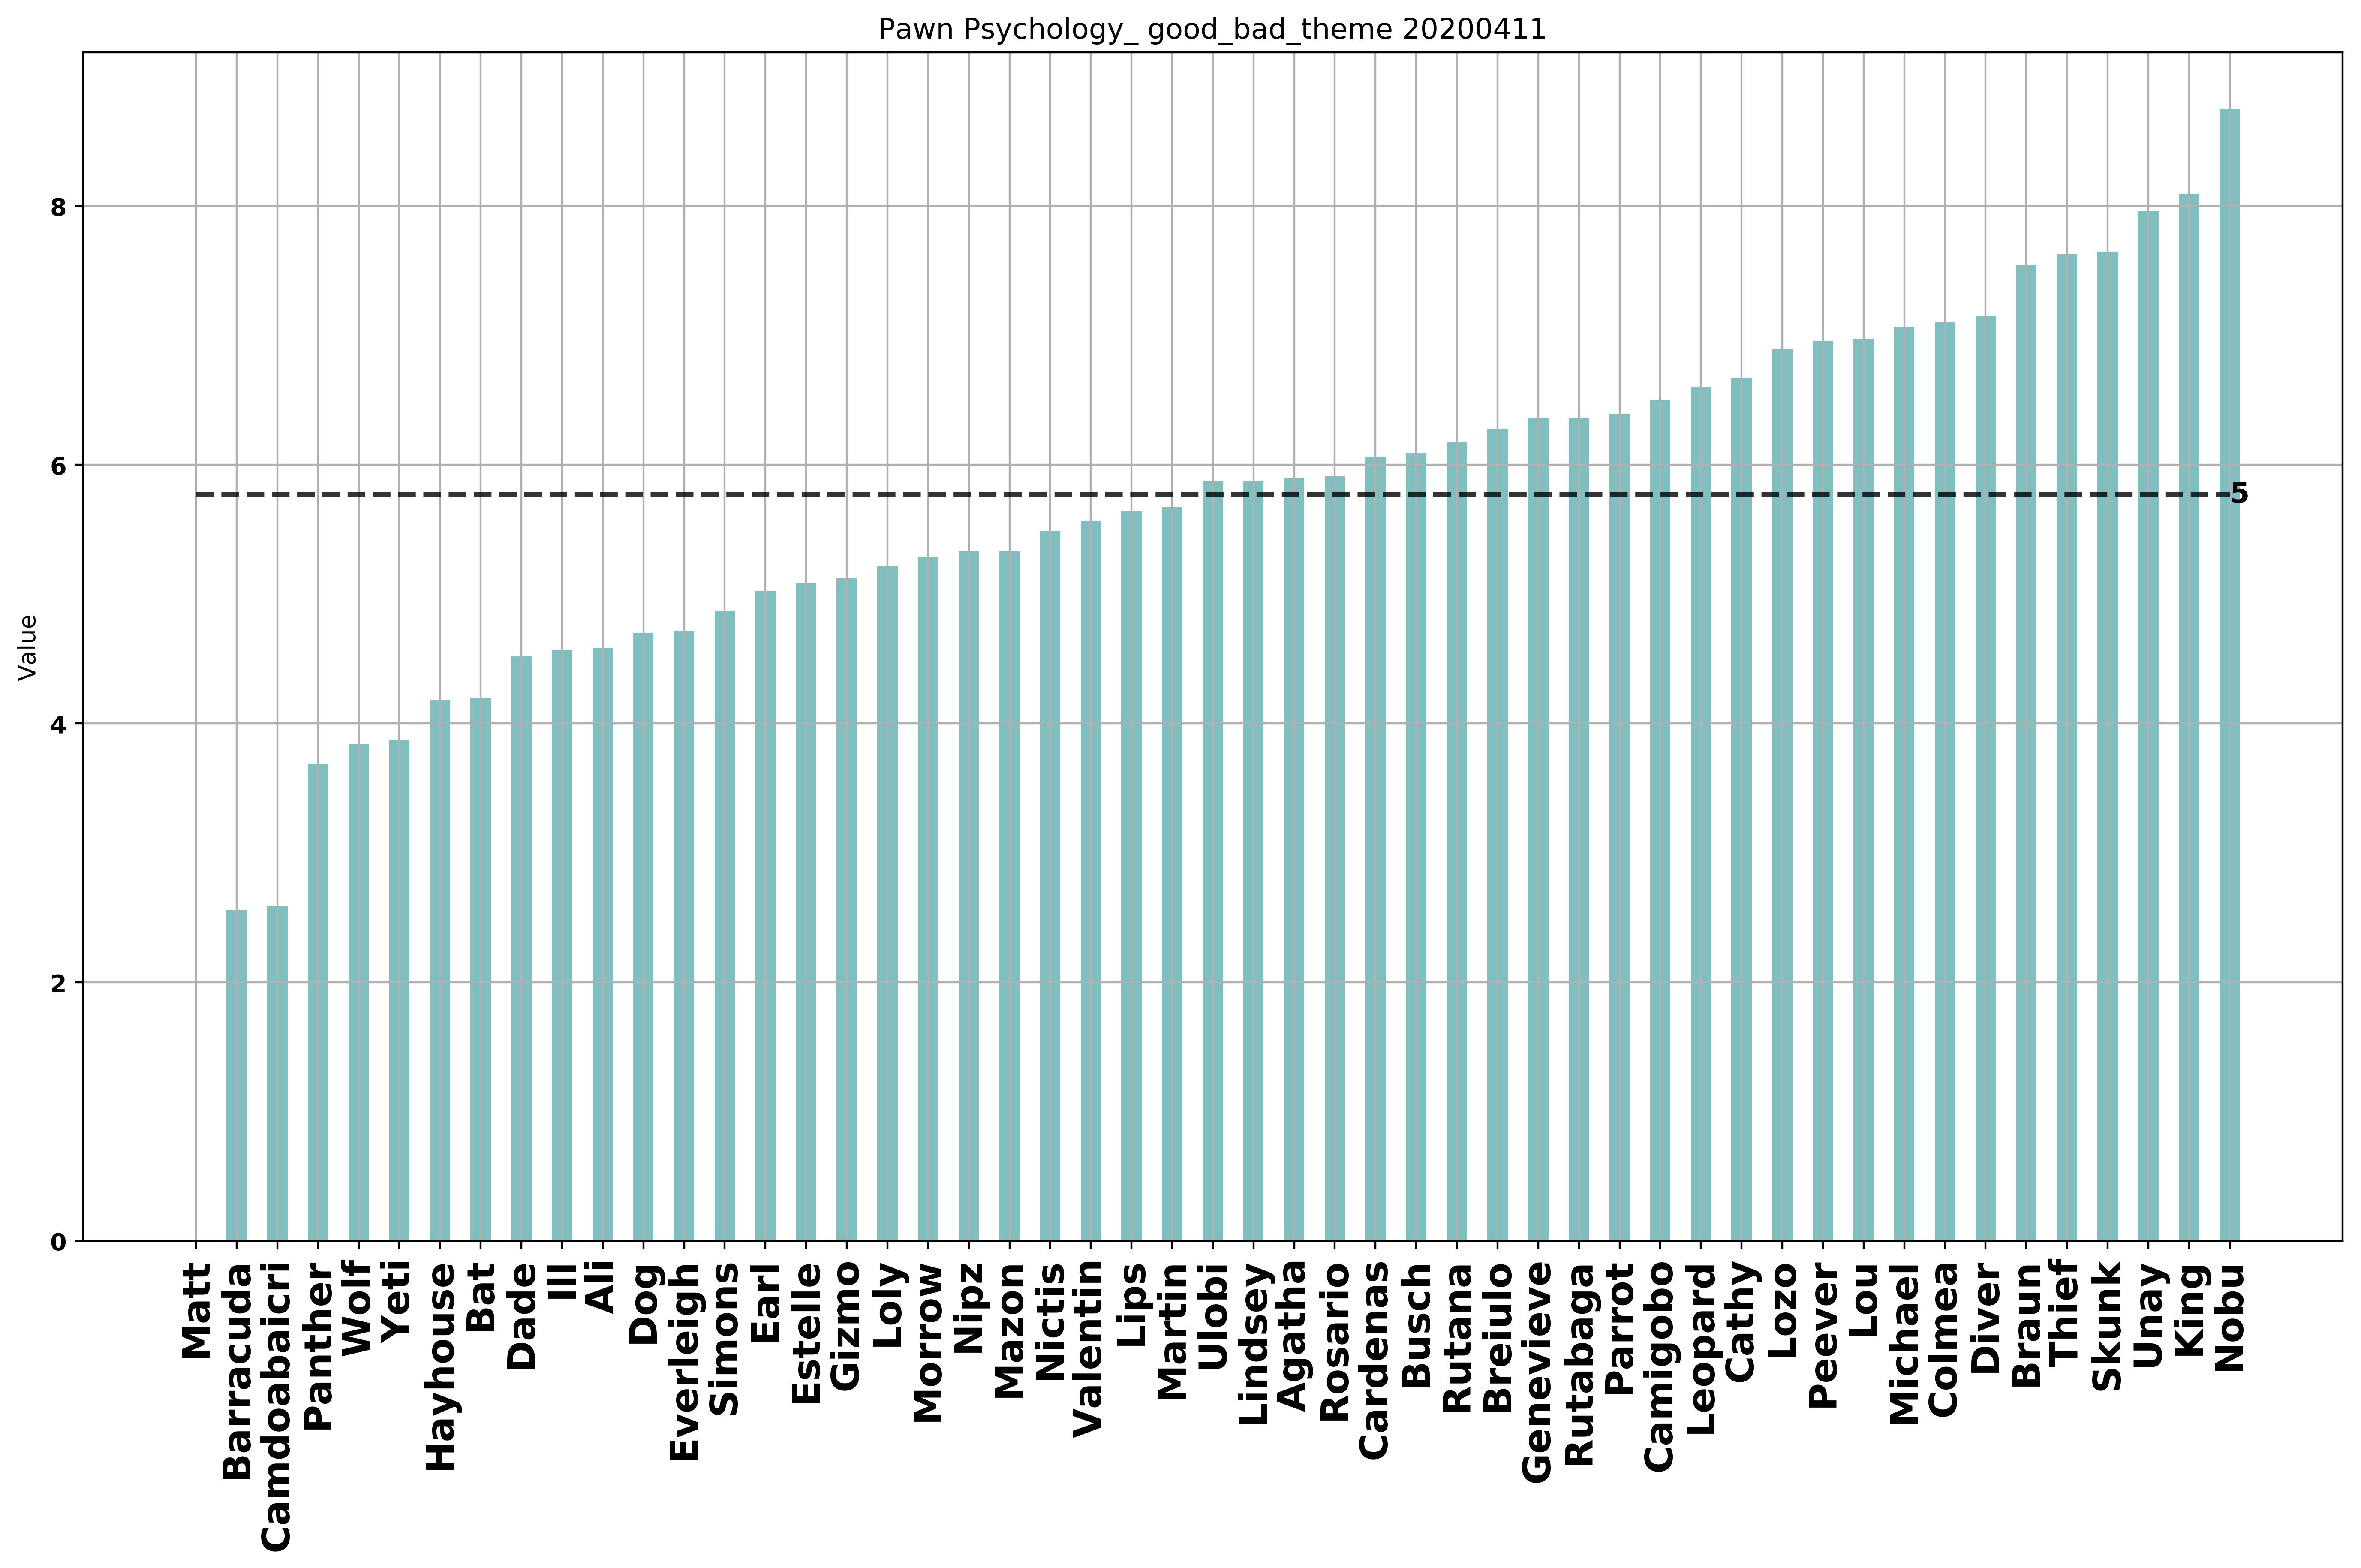 Pawn Psychology_ good_bad_theme 20200411
8
6
5
Value
4
2
0
Matt
Barracuda
Camdoabaicri
Panther
Wolf
Yeti
Hayhouse
Bat
Dade
Ill
Ali
Dog
Everleigh
Simons
Earl
Estelle
Gizmo
Loly
Morrow
Nipz
Mazon
Nictis
Valentin
Lips
Martin
Ulobi
Lindsey
Agatha
Rosario
Cardenas
Busch
Rutana
Breiulo
Genevieve
Rutabaga
Parrot
Camigobo
Leopard
Cathy
Lozo
Peever
Lou
Michael
Colmea
Diver
Braun
Thief
Skunk
Unay
King
Nobu